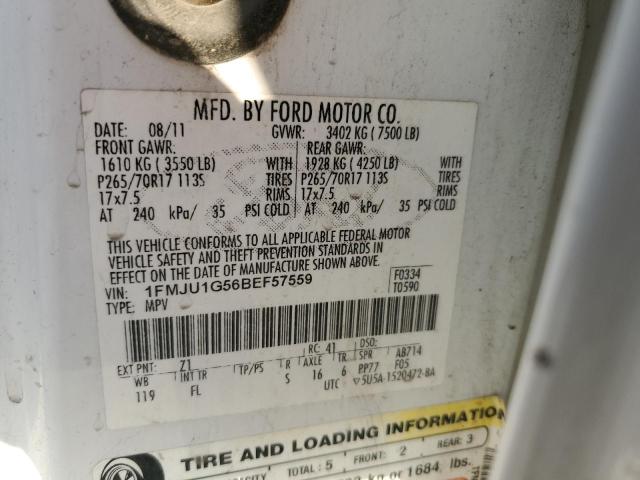 MFD. BY FORD MOTOR CO.
DATE: 08/11 GVWR: 3402 KG ( 7500 LB)
FRONT GAWR: REAR GAWR:
1610 KG ( 3550 LB) WITH 1928 KG ( 4250 LB) WITH
P265/70R17 113S TIRES P265/70R17 113S TIRES
17x7.5 RIMS 17x7.5 RIMS
AT 240 kPa/ 35 PSI COLD AT 240 kPa/ 35 PSI COLD
THIS VEHICLE CONFORMS TO ALL APPLICABLE FEDERAL MOTOR
VEHICLE SAFETY AND THEFT PREVENTION STANDARDS IN
EFFECT ON THE DATE OF MANUFACTURE SHOWN ABOVE.
VIN: 1FMJU1G56BEF57559 F0334
TYPE: MPV T0590
EXT PNT: Z1 RC: 41 DSO:
WB INT TR TP/PS R AXLE TR SPR AB714
119 FL S 16 6 PP77 F05
UTC ▽5U5A-1520472-BA
TIRE AND LOADING INFORMATION
TOTAL : 5 FRONT: 2 REAR: 3
kg or 1684 lbs.